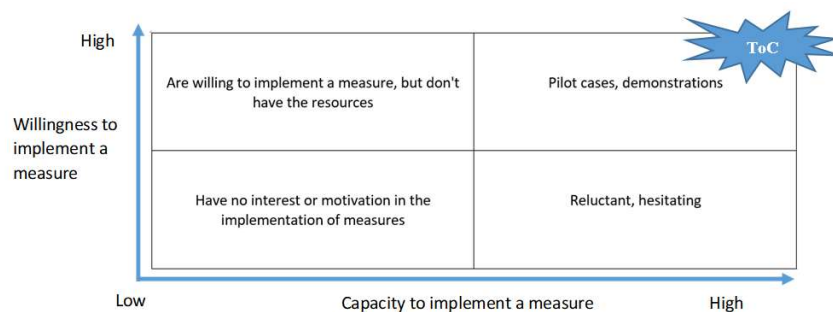 High
ToC
Are willing to implement a measure, but don't
have the resources
Pilot cases, demonstrations
Willingness to
implement a
measure
Have no interest or motivation in the
implementation of measures
Reluctant, hesitating
Low
Capacity to implement a measure
High